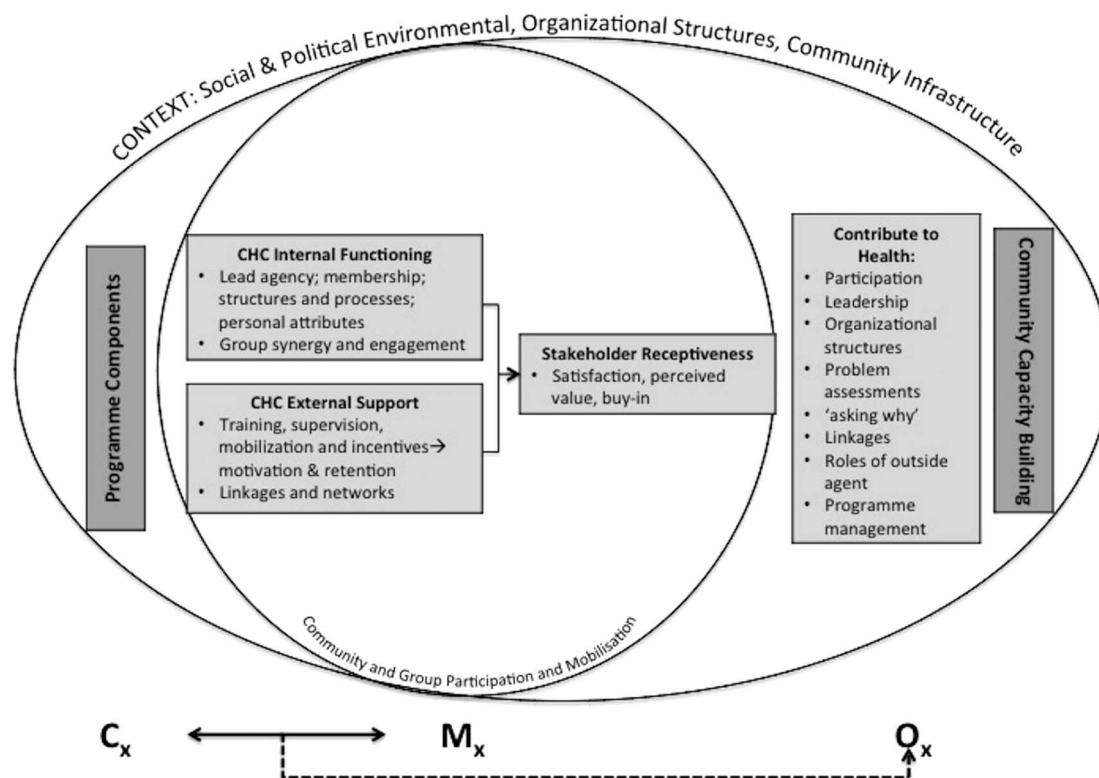 CONTEXT: Social & Political Environmental, Organizational Structures, Community Infrastructure
Programme Components
CHC Internal Functioning
• Lead agency; membership;
structures and processes;
personal attributes
• Group synergy and engagement
CHC External Support
• Training, supervision,
mobilization and incentives→
motivation & retention
• Linkages and networks
Stakeholder Receptiveness
• Satisfaction, perceived
value, buy-in
Contribute to
Health:
• Participation
• Leadership
• Organizational
structures
• Problem
assessments
• ‘asking why’
• Linkages
• Roles of outside
agent
• Programme
management
Community Capacity Building
Community and Group Participation and Mobilisation
Cx
Mx
Ox